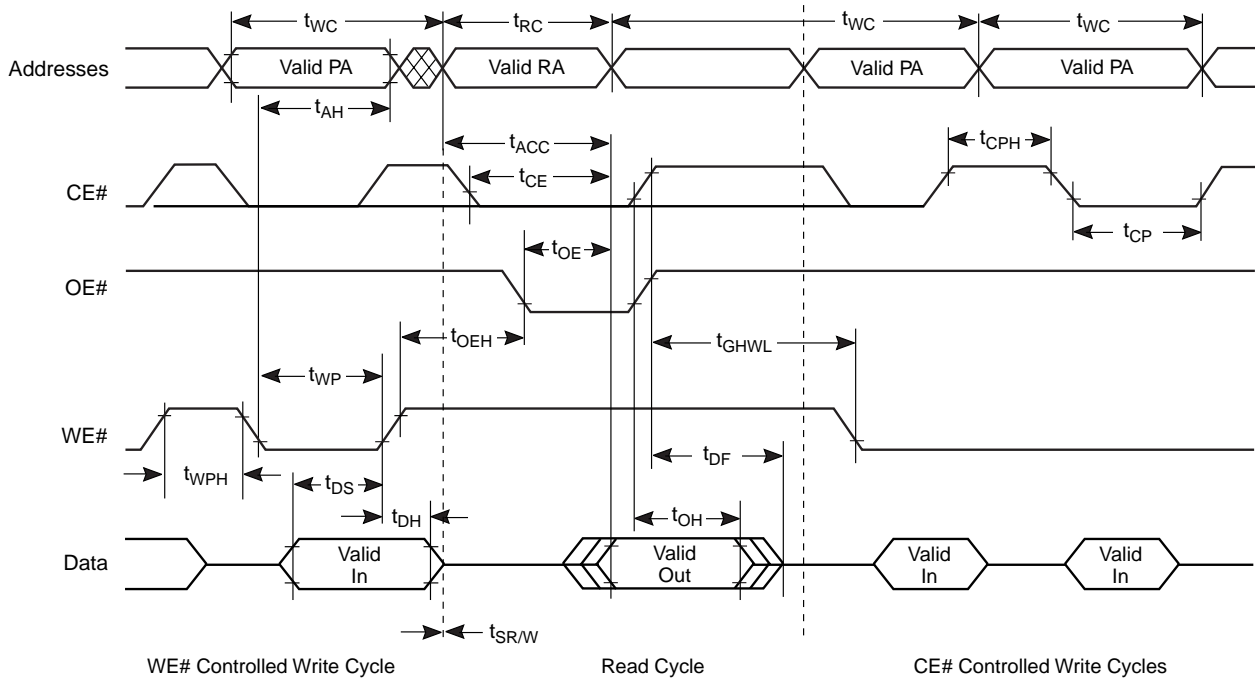 tWC tRC tWC tWC
Addresses Valid PA Valid RA Valid PA Valid PA
tAH
tACC tCPH
CE# tCE
tOE tCP
OE#
tOEH tGHWL
tWP
WE#
tWPH tDS tDF
tDH tOH
Data Valid In Valid Out Valid In Valid In
tSR/W
WE# Controlled Write Cycle Read Cycle CE# Controlled Write Cycles